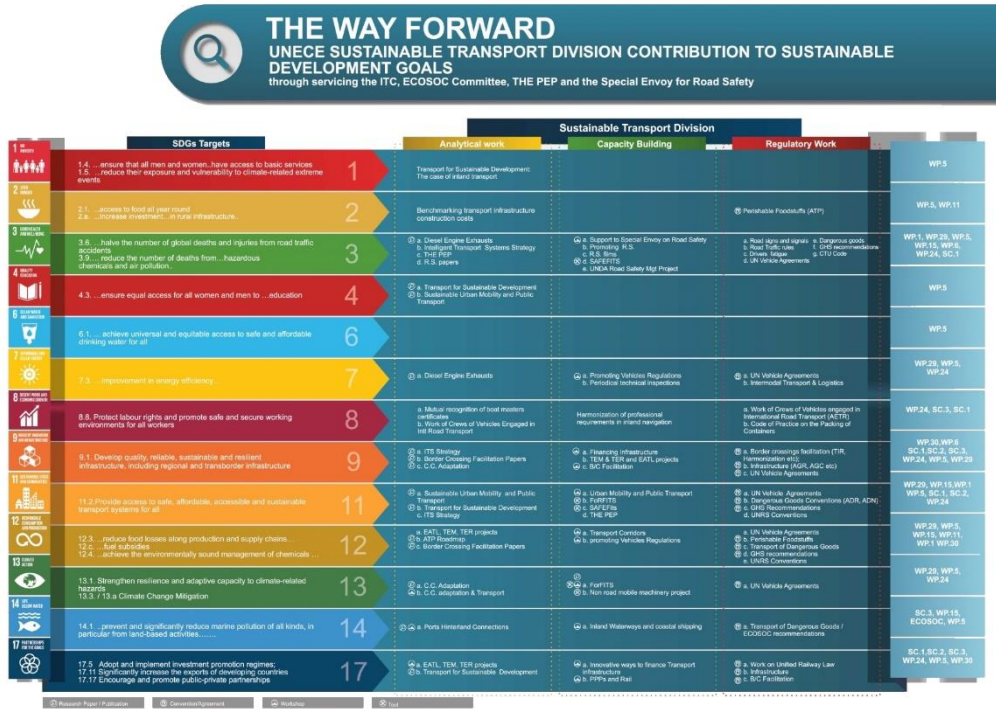 THE WAY FORWARD
UNECE SUSTAINABLE TRANSPORT DIVISION CONTRIBUTION TO SUSTAINABLE
DEVELOPMENT GOALS
through servicing the ITC, ECOSOC Committee, THE PEP and the Special Envoy for Road Safety
Sustainable Transport Division
SDGs Targets
Analytical work
Capacity Building
Regulatory Work
1
1.4. ...ensure that all men and women..have access to basic services
1.5. ...reduce their exposure and vulnerability to climate-related extreme
events
1
Transport for Sustainable Development:
The case of inland transport
WP.5
2
2.1. ...access to food all year round
2.a. ...increase investment...in rural infrastructure..
2
Benchmarking transport infrastructure
construction costs
Perishable Foodstuffs (ATP)
WP.5, WP.11
3
3.6. ...halve the number of global deaths and injuries from road traffic
accidents
3.9.... reduce the number of deaths from...hazardous
chemicals and air pollution..
3
a. Diesel Engine Exhausts
b. Intelligent Transport Systems Strategy
c. THE PEP
d. R.S. papers
a. Support to Special Envoy on Road Safety
b. Promoting R.S.
c. R.S. films
d. SAFEFITS
e. UNDA Road Safety Mgt Project
a. Road signs and signals
b. Road Traffic rules
c. Drivers fatigue
d. UN Vehicle Agreements
e. Dangerous goods
f. GHS recommendations
g. CTU Code
WP.1, WP.29, WP.5,
WP.15, WP.6,
WP.24, SC.1
4
4.3. ...ensure equal access for all women and men to ...education
4
a. Transport for Sustainable Development
b. Sustainable Urban Mobility and Public
Transport
WP.5
6
6.1. ... achieve universal and equitable access to safe and affordable
drinking water for all
6
WP.5
7
7.3. ...improvement in energy efficiency...
7
a. Diesel Engine Exhausts
a. Promoting Vehicles Regulations
b. Periodical technical inspections
a. UN Vehicle Agreements
b. Intermodal Transport & Logistics
WP.29, WP.5,
WP.24
8
8.8. Protect labour rights and promote safe and secure working
environments for all workers
8
a. Mutual recognition of boat masters
certificates
b. Work of Crews of Vehicles Engaged in
Intl Road Transport
Harmonization of professional
requirements in inland navigation
a. Work of Crews of Vehicles engaged in
International Road Transport (AETR)
b. Code of Practice on the Packing of
Containers
WP.24, SC.3, SC.1
9
9.1. Develop quality, reliable, sustainable and resilient
infrastructure, including regional and transborder infrastructure
9
a. ITS Strategy
b. Border Crossing Facilitation Papers
c. C.C. Adaptation
a. Financing Infrastructure
b. TEM & TER and EATL projects
c. B/C Facilitation
a. Border crossings facilitation (TIR,
Harmonization etc);
b. Infrastructure (AGR, AGC etc)
c. UN Vehicle Agreements
WP.30,WP.6
SC.1,SC.2, SC.3,
WP.24, WP.5, WP.29
11
11.2.Provide access to safe, affordable, accessible and sustainable
transport systems for all
11
a. Sustainable Urban Mobility and Public
Transport
b. Transport for Sustainable Development
c. ITS Strategy
a. Urban Mobility and Public Transport
b. ForFITS
c. SAFEFIts
d. THE PEP
a. UN Vehicle Agreements
b. Dangerous Goods Conventions (ADR, ADN)
c. GHS Recommendations
d. UNRS Conventions
WP.29, WP.15,WP.1
WP.5, SC.1, SC.2,
WP.24
12
12.3. ...reduce food losses along production and supply chains...
12.c. ...fuel subsidies
12.4. ...achieve the environmentally sound management of chemicals ...
12
a. EATL, TEM, TER projects
b. ATP Roadmap
c. Border Crossing Facilitation Papers
a. Transport Corridors
b. promoting Vehicles Regulations
a. UN Vehicle Agreements
b. Perishable Foodstuffs
c. Transport of Dangerous Goods
d. GHS recommendations
e. UNRS Conventions
WP.29, WP.5,
WP.15, WP.11,
WP.1 WP.30
13
13.1. Strengthen resilience and adaptive capacity to climate-related
hazards
13.3. / 13.a Climate Change Mitigation
13
a. C.C. Adaptation
b. C.C. adaptation & Transport
a. ForFITS
b. Non road mobile machinery project
a. UN Vehicle Agreements
WP.29, WP.5,
WP.24
14
14.1. ...prevent and significantly reduce marine pollution of all kinds, in
particular from land-based activities.......
14
a. Ports Hinterland Connections
a. Inland Waterways and coastal shipping
a. Transport of Dangerous Goods /
ECOSOC recommendations
SC.3, WP.15,
ECOSOC, WP.5
17
17.5 Adopt and implement investment promotion regimes;
17.11 Significantly increase the exports of developing countries
17.17 Encourage and promote public-private partnerships
17
a. EATL, TEM, TER projects
b. Transport for Sustainable Development
a. Innovative ways to finance Transport
infrastructure
b. PPPs and Rail
a. Work on Unified Railway Law
b. Infrastructure
c. B/C Facilitation
SC.1,SC.2, SC.3,
WP.24, WP.5, WP.30
Research Paper / Publication
Convention/Agreement
Workshop
Tool